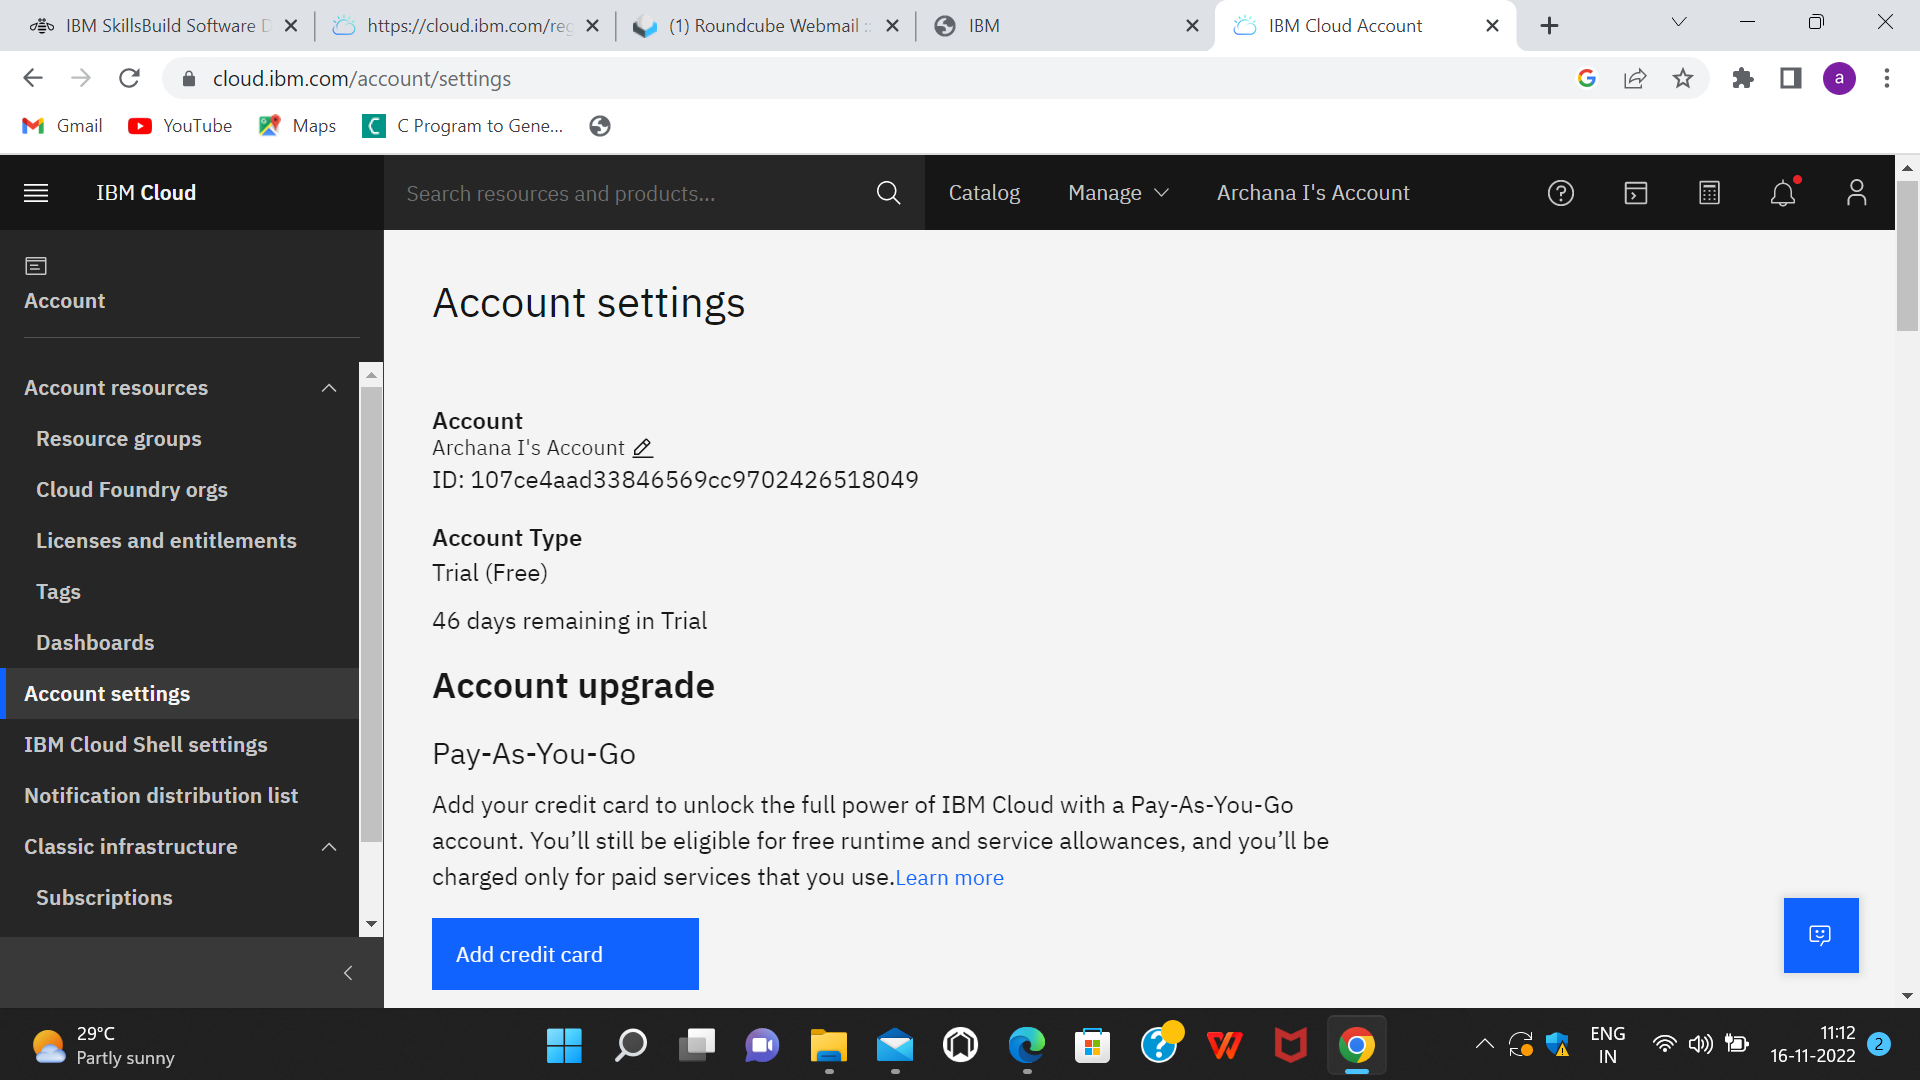 IBM SkillsBuild Software D
https://cloud.ibm.com/reg
(1) Roundcube Webmail ::
IBM
IBM Cloud Account
cloud.ibm.com/account/settings
a
Gmail
YouTube
Maps
C Program to Gene...
IBM Cloud
Search resources and products...
Catalog
Manage
Archana I's Account
Account
Account resources
Resource groups
Cloud Foundry orgs
Licenses and entitlements
Tags
Dashboards
Account settings
IBM Cloud Shell settings
Notification distribution list
Classic infrastructure
Subscriptions
Account settings
Account
Archana I's Account
ID: 107ce4aad33846569cc9702426518049
Account Type
Trial (Free)
46 days remaining in Trial
Account upgrade
Pay-As-You-Go
Add your credit card to unlock the full power of IBM Cloud with a Pay-As-You-Go
account. You’ll still be eligible for free runtime and service allowances, and you’ll be
charged only for paid services that you use.Learn more
Add credit card
29°C
Partly sunny
ENG
IN
11:12
16-11-2022
2